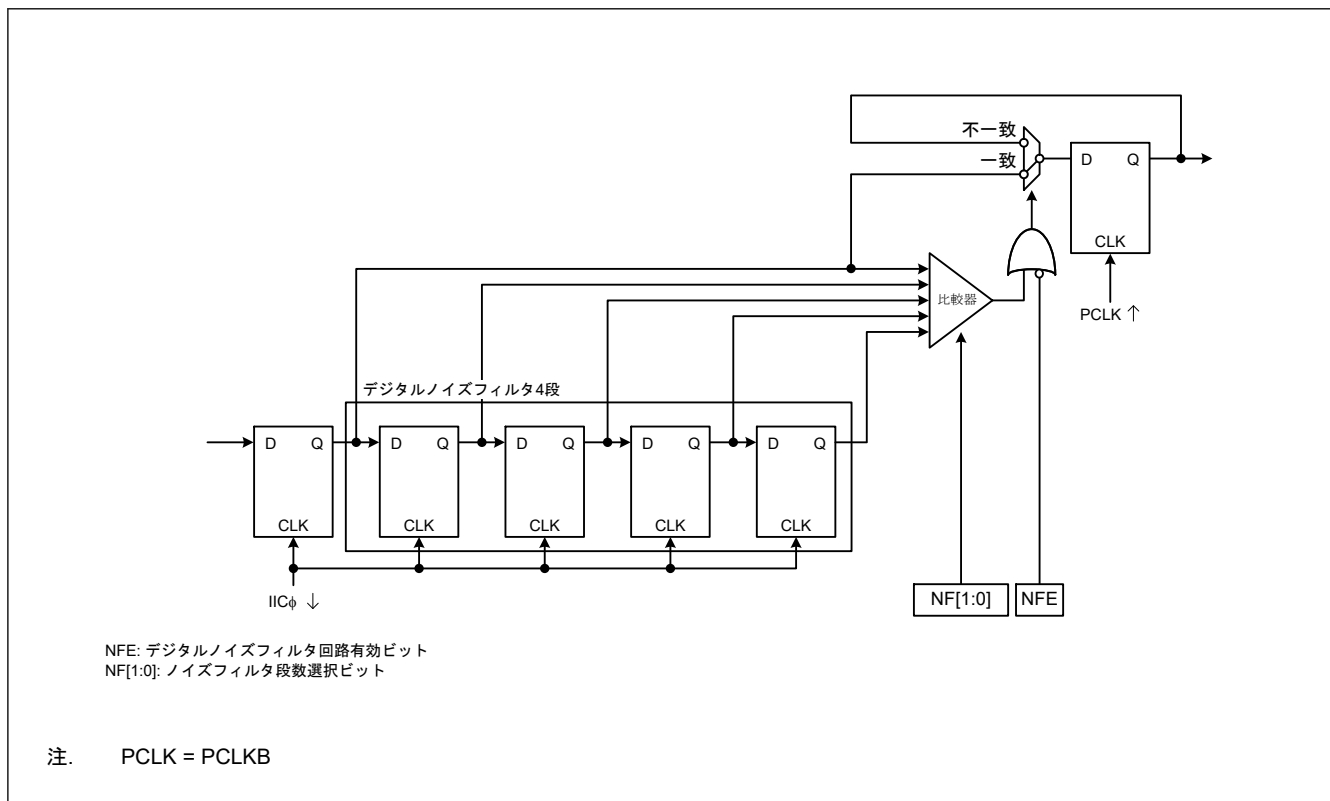 不一致
一致
D Q
CLK
PCLK ↑
比較器
デジタルノイズフィルタ4段
D Q
D Q
D Q
D Q
D Q
CLK
CLK
CLK
CLK
CLK
IICϕ ↓
NF[1:0]
NFE
NFE: デジタルノイズフィルタ回路有効ビット
NF[1:0]: ノイズフィルタ段数選択ビット
注. PCLK = PCLKB